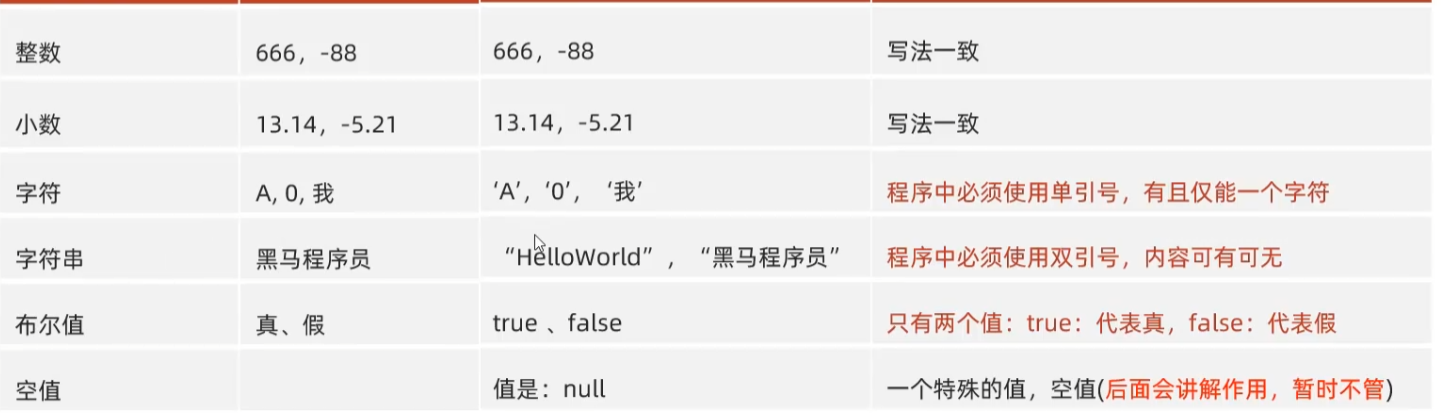 整数 666，-88 666，-88 写法一致
小数 13.14，-5.21 13.14，-5.21 写法一致
字符 A, 0, 我 ‘A’，‘0’， ‘我’ 程序中必须使用单引号，有且仅能一个字符
字符串 黑马程序员 “HelloWorld” ， “黑马程序员” 程序中必须使用双引号，内容可有可无
布尔值 真、假 true 、false 只有两个值：true：代表真，false：代表假
空值 值是：null 一个特殊的值，空值(后面会讲解作用，暂时不管)